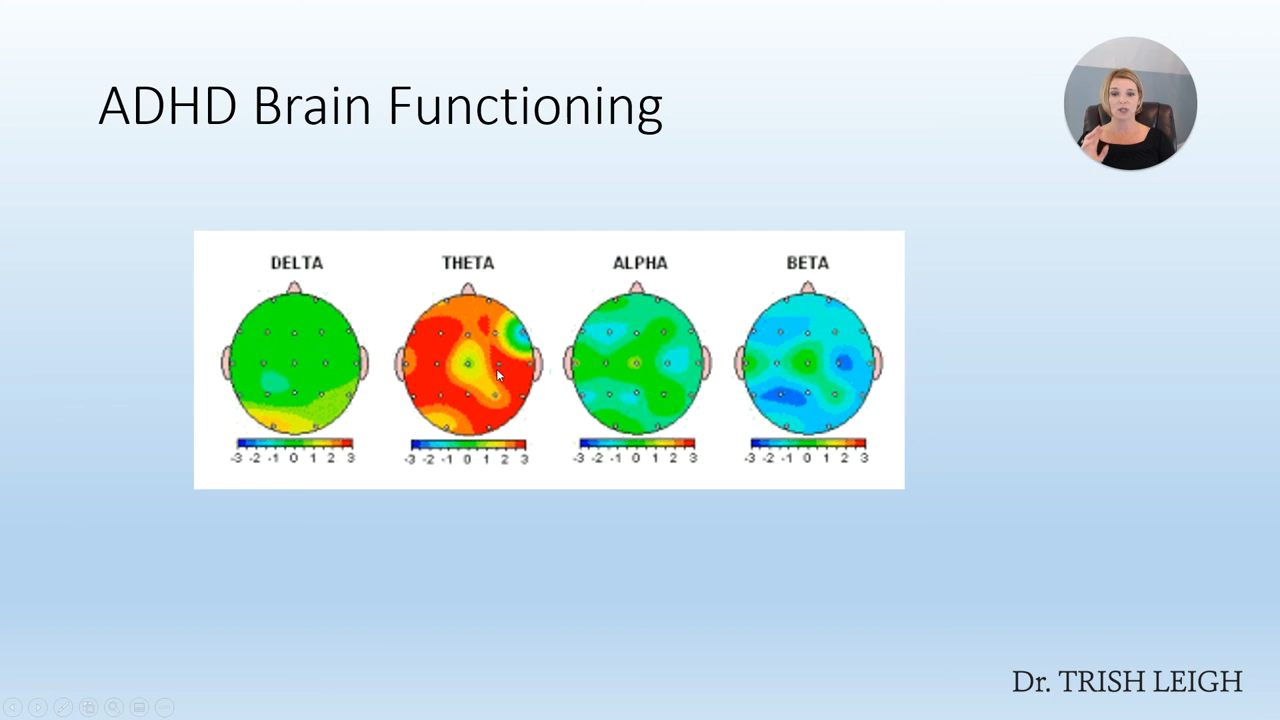 ADHD Brain Functioning
DELTA THETA ALPHA BETA
-3 -2 -1 0 1 2 3 -3 -2 -1 0 1 2 3 -3 -2 -1 0 1 2 3 -3 -2 -1 0 1 2 3
Dr. TRISH LEIGH